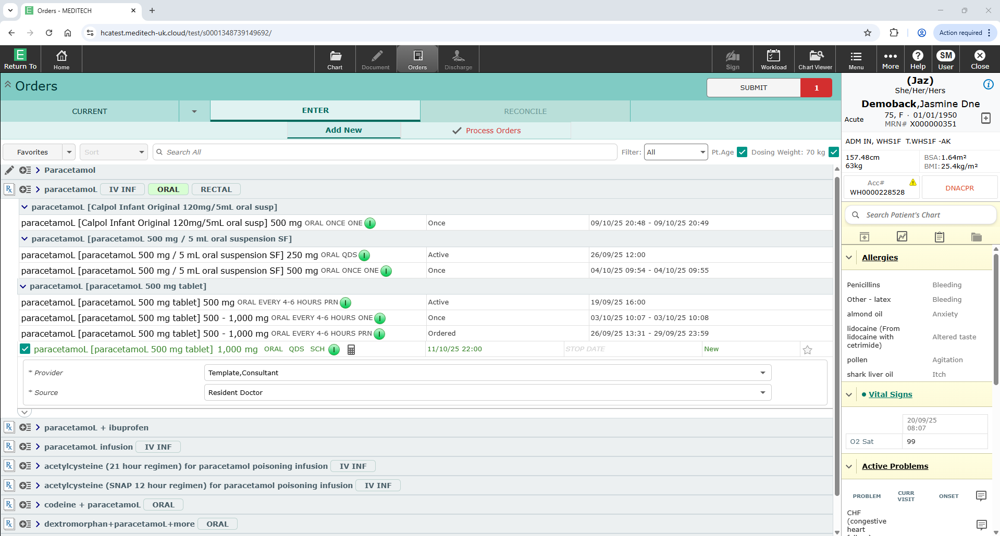 Orders - MEDITECH
hcatest.meditech-uk.cloud/test/s0001348739149692/
Action required
Return To
Home
Chart
Document
Orders
Discharge
Sign
Workload
Chart Viewer
Menu
More
Help
SM
User
Close
Orders
SUBMIT 1
CURRENT
ENTER
RECONCILE
Add New
Process Orders
Favorites
Sort
Search All
Filter: All
Pt.Age
Dosing Weight: 70 kg
Paracetamol
paracetamoL IV INF ORAL RECTAL
paracetamoL [Calpol Infant Original 120mg/5mL oral susp]
paracetamoL [Calpol Infant Original 120mg/5mL oral susp] 500 mg ORAL ONCE ONE I Once 09/10/25 20:48 - 09/10/25 20:49
paracetamoL [paracetamoL 500 mg / 5 mL oral suspension SF]
paracetamoL [paracetamoL 500 mg / 5 mL oral suspension SF] 250 mg ORAL QDS I Active 26/09/25 12:00
paracetamoL [paracetamoL 500 mg / 5 mL oral suspension SF] 500 mg ORAL ONCE ONE I Once 04/10/25 09:54 - 04/10/25 09:55
paracetamoL [paracetamoL 500 mg tablet]
paracetamoL [paracetamoL 500 mg tablet] 500 mg ORAL EVERY 4-6 HOURS PRN I Active 19/09/25 16:00
paracetamoL [paracetamoL 500 mg tablet] 500 - 1,000 mg ORAL EVERY 4-6 HOURS ONE I Once 03/10/25 10:07 - 03/10/25 10:08
paracetamoL [paracetamoL 500 mg tablet] 500 - 1,000 mg ORAL EVERY 4-6 HOURS PRN I Ordered 26/09/25 13:31 - 29/09/25 23:59
paracetamoL [paracetamoL 500 mg tablet] 1,000 mg ORAL QDS SCH I 11/10/25 22:00 STOP DATE New
* Provider Template,Consultant
* Source Resident Doctor
Rx paracetamoL + ibuprofen
Rx paracetamoL infusion IV INF
Rx acetylcysteine (21 hour regimen) for paracetamol poisoning infusion IV INF
Rx acetylcysteine (SNAP 12 hour regimen) for paracetamol poisoning infusion IV INF
Rx codeine + paracetamoL ORAL
Rx dextromorphan+paracetamoL+more ORAL
(Jaz)
She/Her/Hers
Demoback,Jasmine Dne
Acute
75, F · 01/01/1950
MRN# X000000351
ADM IN, WHS1F T.WHS1F -AK
157.48cm
63kg
BSA: 1.64m²
BMI: 25.4kg/m²
Acc#
WH0000228528
DNACPR
Search Patient's Chart
Allergies
Penicillins Bleeding
Other - latex Bleeding
almond oil Anxiety
lidocaine (From
lidocaine with
cetrimide)
Altered taste
pollen Agitation
shark liver oil Itch
Vital Signs
20/09/25
08:07
O2 Sat 99
Active Problems
PROBLEM
CURR
VISIT
ONSET
CHF
(congestive
heart